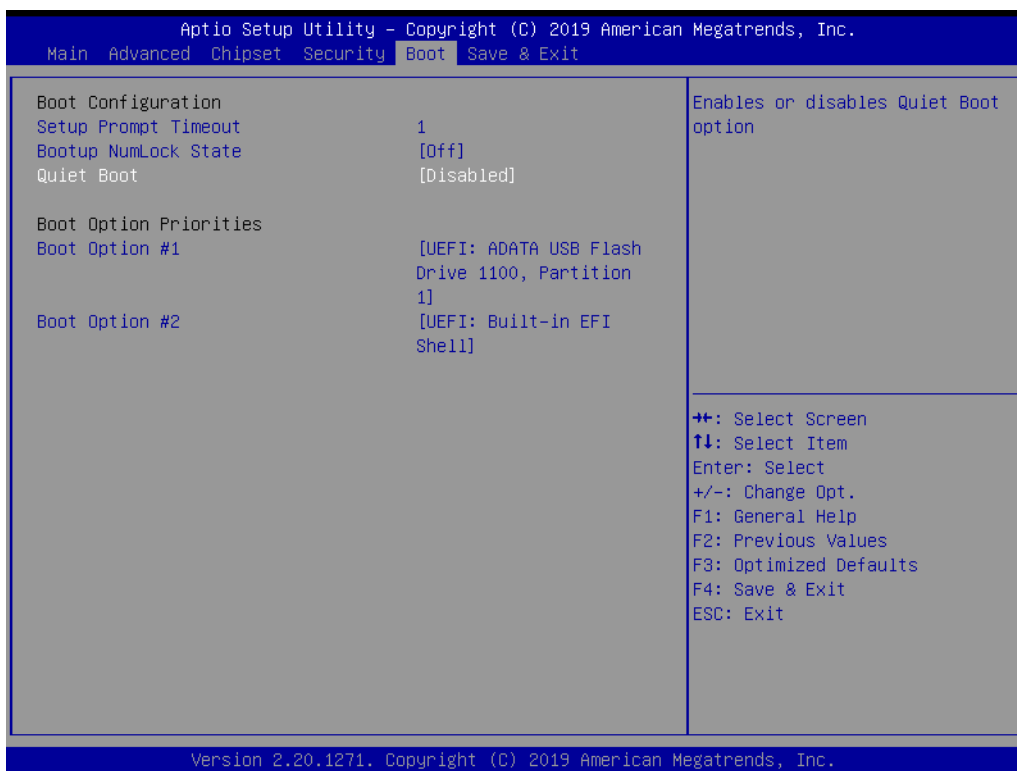 Aptio Setup Utility – Copyright (C) 2019 American Megatrends, Inc.
Main Advanced Chipset Security Boot Save & Exit
Boot Configuration
Setup Prompt Timeout 1
Bootup NumLock State [Off]
Quiet Boot [Disabled]
Boot Option Priorities
Boot Option #1 [UEFI: ADATA USB Flash
Drive 1100, Partition
1]
Boot Option #2 [UEFI: Built-in EFI
Shell]
Enables or disables Quiet Boot
option
→←: Select Screen
↑↓: Select Item
Enter: Select
+/-: Change Opt.
F1: General Help
F2: Previous Values
F3: Optimized Defaults
F4: Save & Exit
ESC: Exit
Version 2.20.1271. Copyright (C) 2019 American Megatrends, Inc.